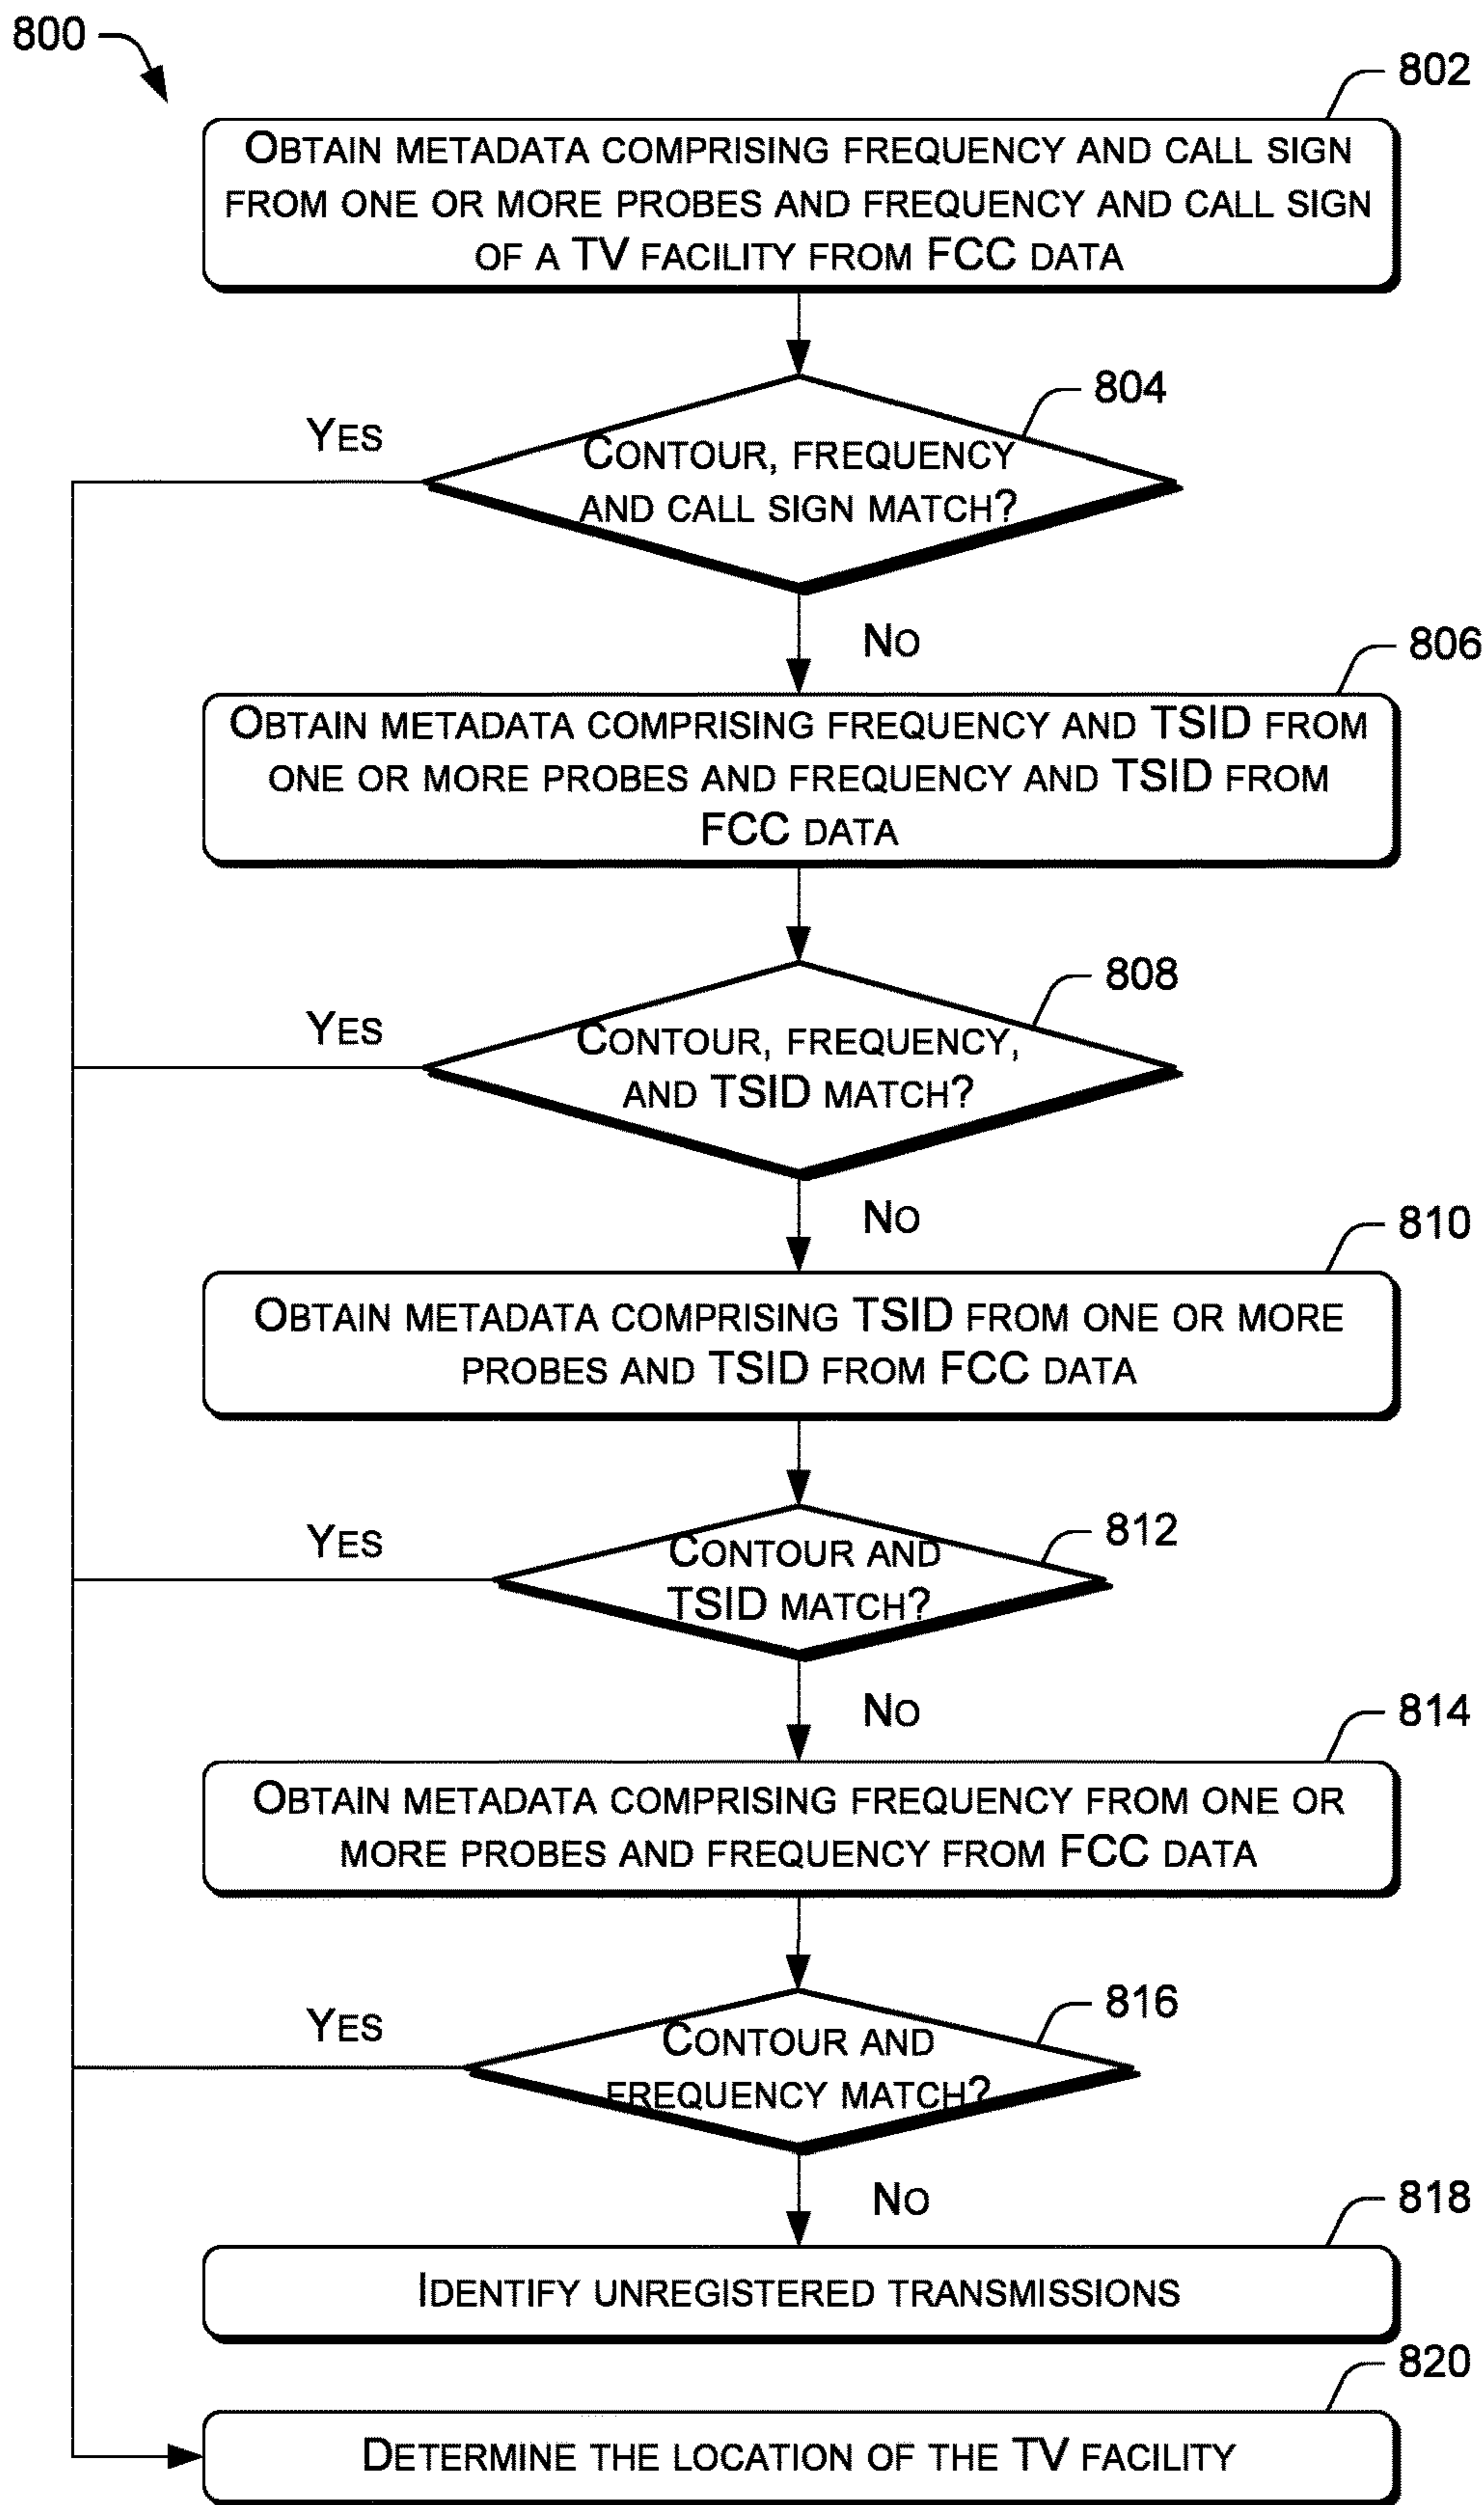 800
802
OBTAIN METADATA COMPRISING FREQUENCY AND CALL SIGN
FROM ONE OR MORE PROBES AND FREQUENCY AND CALL SIGN
OF A TV FACILITY FROM FCC DATA
804
YES
CONTOUR, FREQUENCY
AND CALL SIGN MATCH?
NO
806
OBTAIN METADATA COMPRISING FREQUENCY AND TSID FROM
ONE OR MORE PROBES AND FREQUENCY AND TSID FROM
FCC DATA
808
YES
CONTOUR, FREQUENCY,
AND TSID MATCH?
NO
810
OBTAIN METADATA COMPRISING TSID FROM ONE OR MORE
PROBES AND TSID FROM FCC DATA
812
YES
CONTOUR AND
TSID MATCH?
NO
814
OBTAIN METADATA COMPRISING FREQUENCY FROM ONE OR
MORE PROBES AND FREQUENCY FROM FCC DATA
816
YES
CONTOUR AND
FREQUENCY MATCH?
NO
818
IDENTIFY UNREGISTERED TRANSMISSIONS
820
DETERMINE THE LOCATION OF THE TV FACILITY